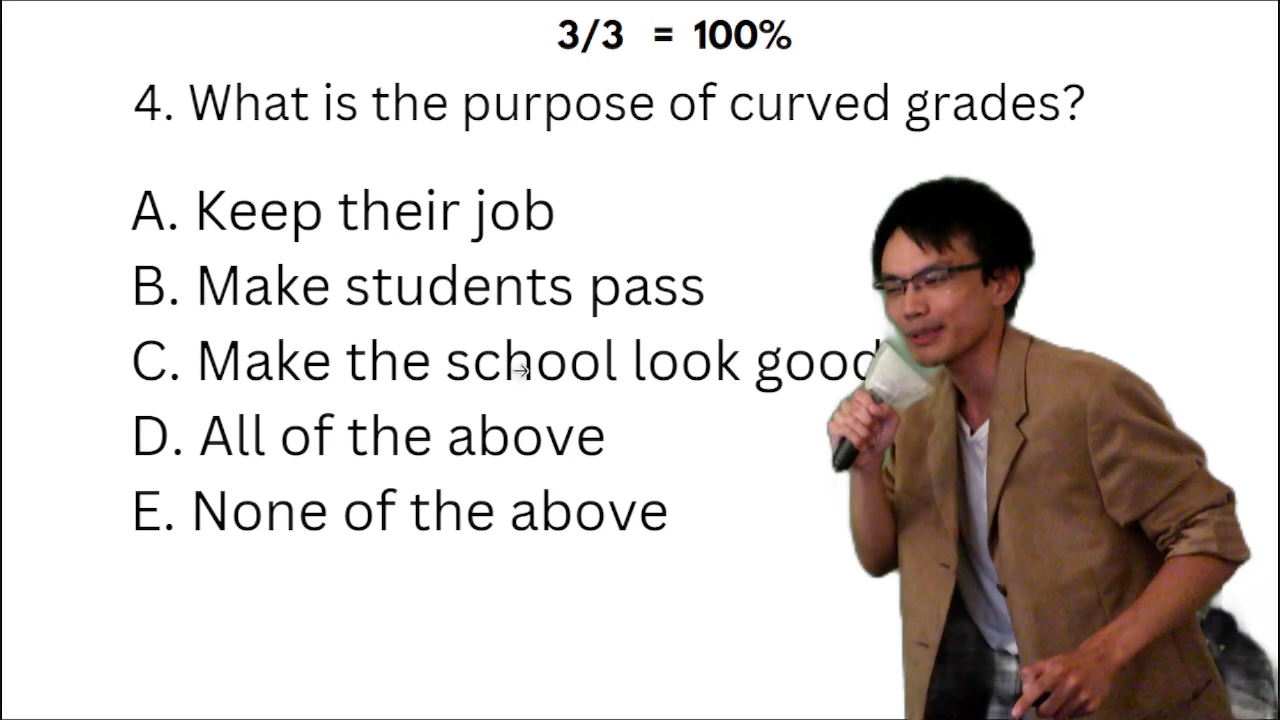 3/3 = 100%
4. What is the purpose of curved grades?
A. Keep their job
B. Make students pass
C. Make the school look good
D. All of the above
E. None of the above